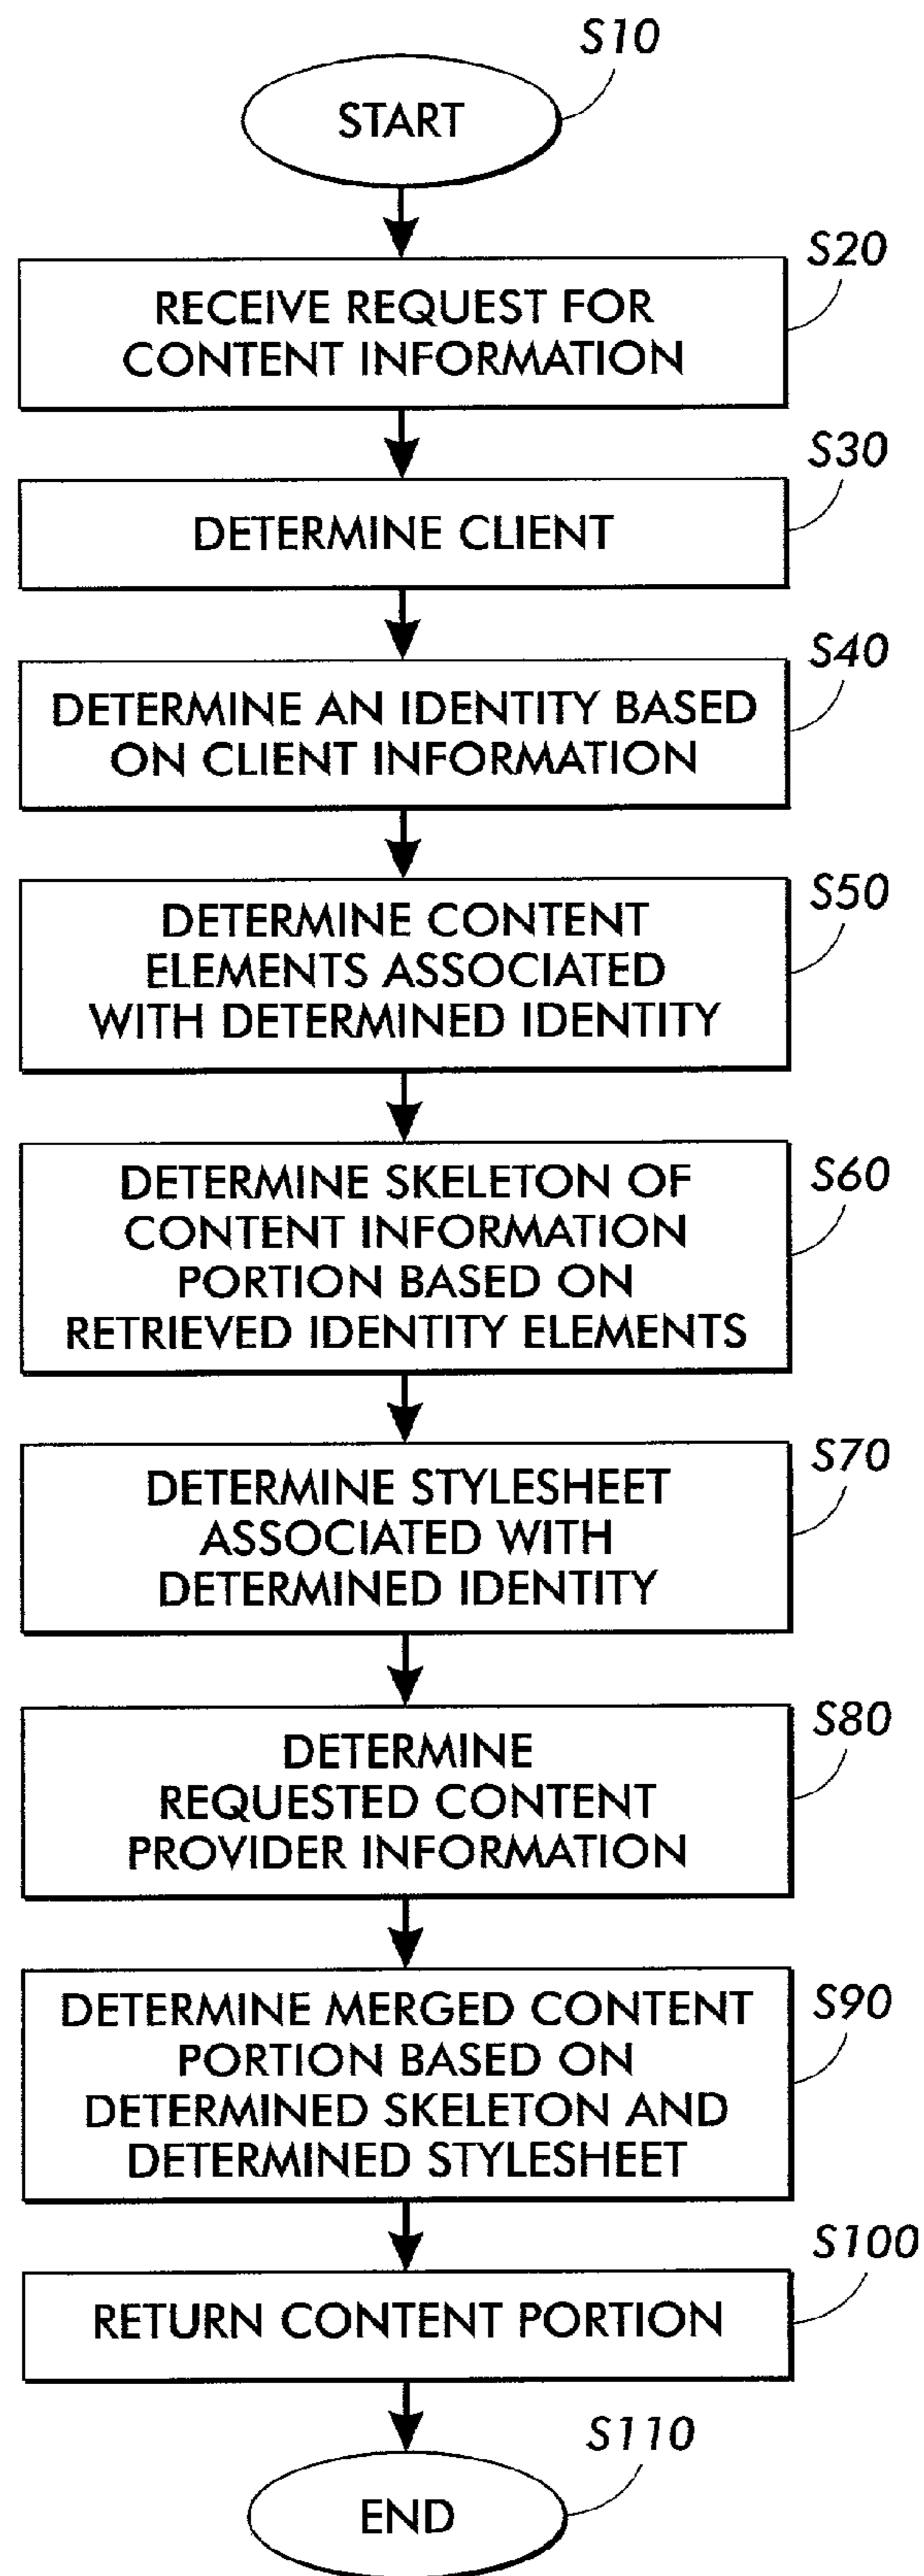 S10
START
S20
RECEIVE REQUEST FOR
CONTENT INFORMATION
S30
DETERMINE CLIENT
S40
DETERMINE AN IDENTITY BASED
ON CLIENT INFORMATION
S50
DETERMINE CONTENT
ELEMENTS ASSOCIATED
WITH DETERMINED IDENTITY
S60
DETERMINE SKELETON OF
CONTENT INFORMATION
PORTION BASED ON
RETRIEVED IDENTITY ELEMENTS
S70
DETERMINE STYLESHEET
ASSOCIATED WITH
DETERMINED IDENTITY
S80
DETERMINE
REQUESTED CONTENT
PROVIDER INFORMATION
S90
DETERMINE MERGED CONTENT
PORTION BASED ON
DETERMINED SKELETON AND
DETERMINED STYLESHEET
S100
RETURN CONTENT PORTION
S110
END